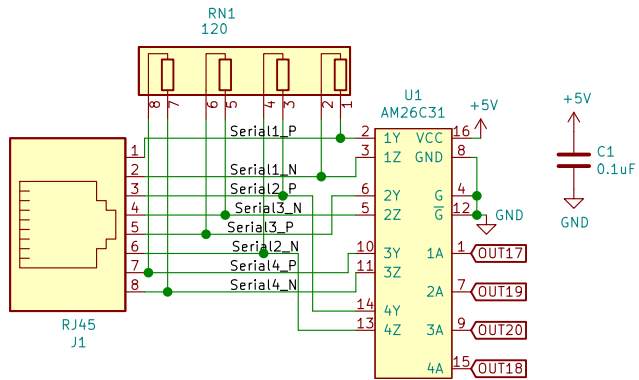 RN1
120
8 7 6 5 4 3 2 1
U1
AM26C31
+5V
+5V
C1
0.1uF
GND
1
2
3
4
5
6
7
8
Serial1_P
Serial1_N
Serial2_P
Serial3_N
Serial3_P
Serial2_N
Serial4_P
Serial4_N
2 1Y VCC 16
3 1Z GND 8
6 2Y G 4
5 2Z G 12
GND
10 3Y 1A 1 OUT17
11 3Z
2A 7 OUT19
14 4Y
13 4Z 3A 9 OUT20
4A 15 OUT18
RJ45
J1